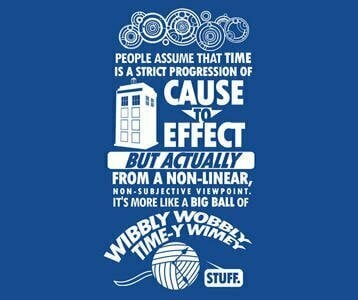 PEOPLE ASSUME THAT TIME
IS A STRICT PROGRESSION OF
CAUSE
TO
EFFECT
BUT ACTUALLY
FROM A NON-LINEAR,
NON-SUBJECTIVE VIEWPOINT.
IT'S MORE LIKE A BIG BALL OF
WIBBLY WOBBLY
TIME-Y WIMEY
STUFF.